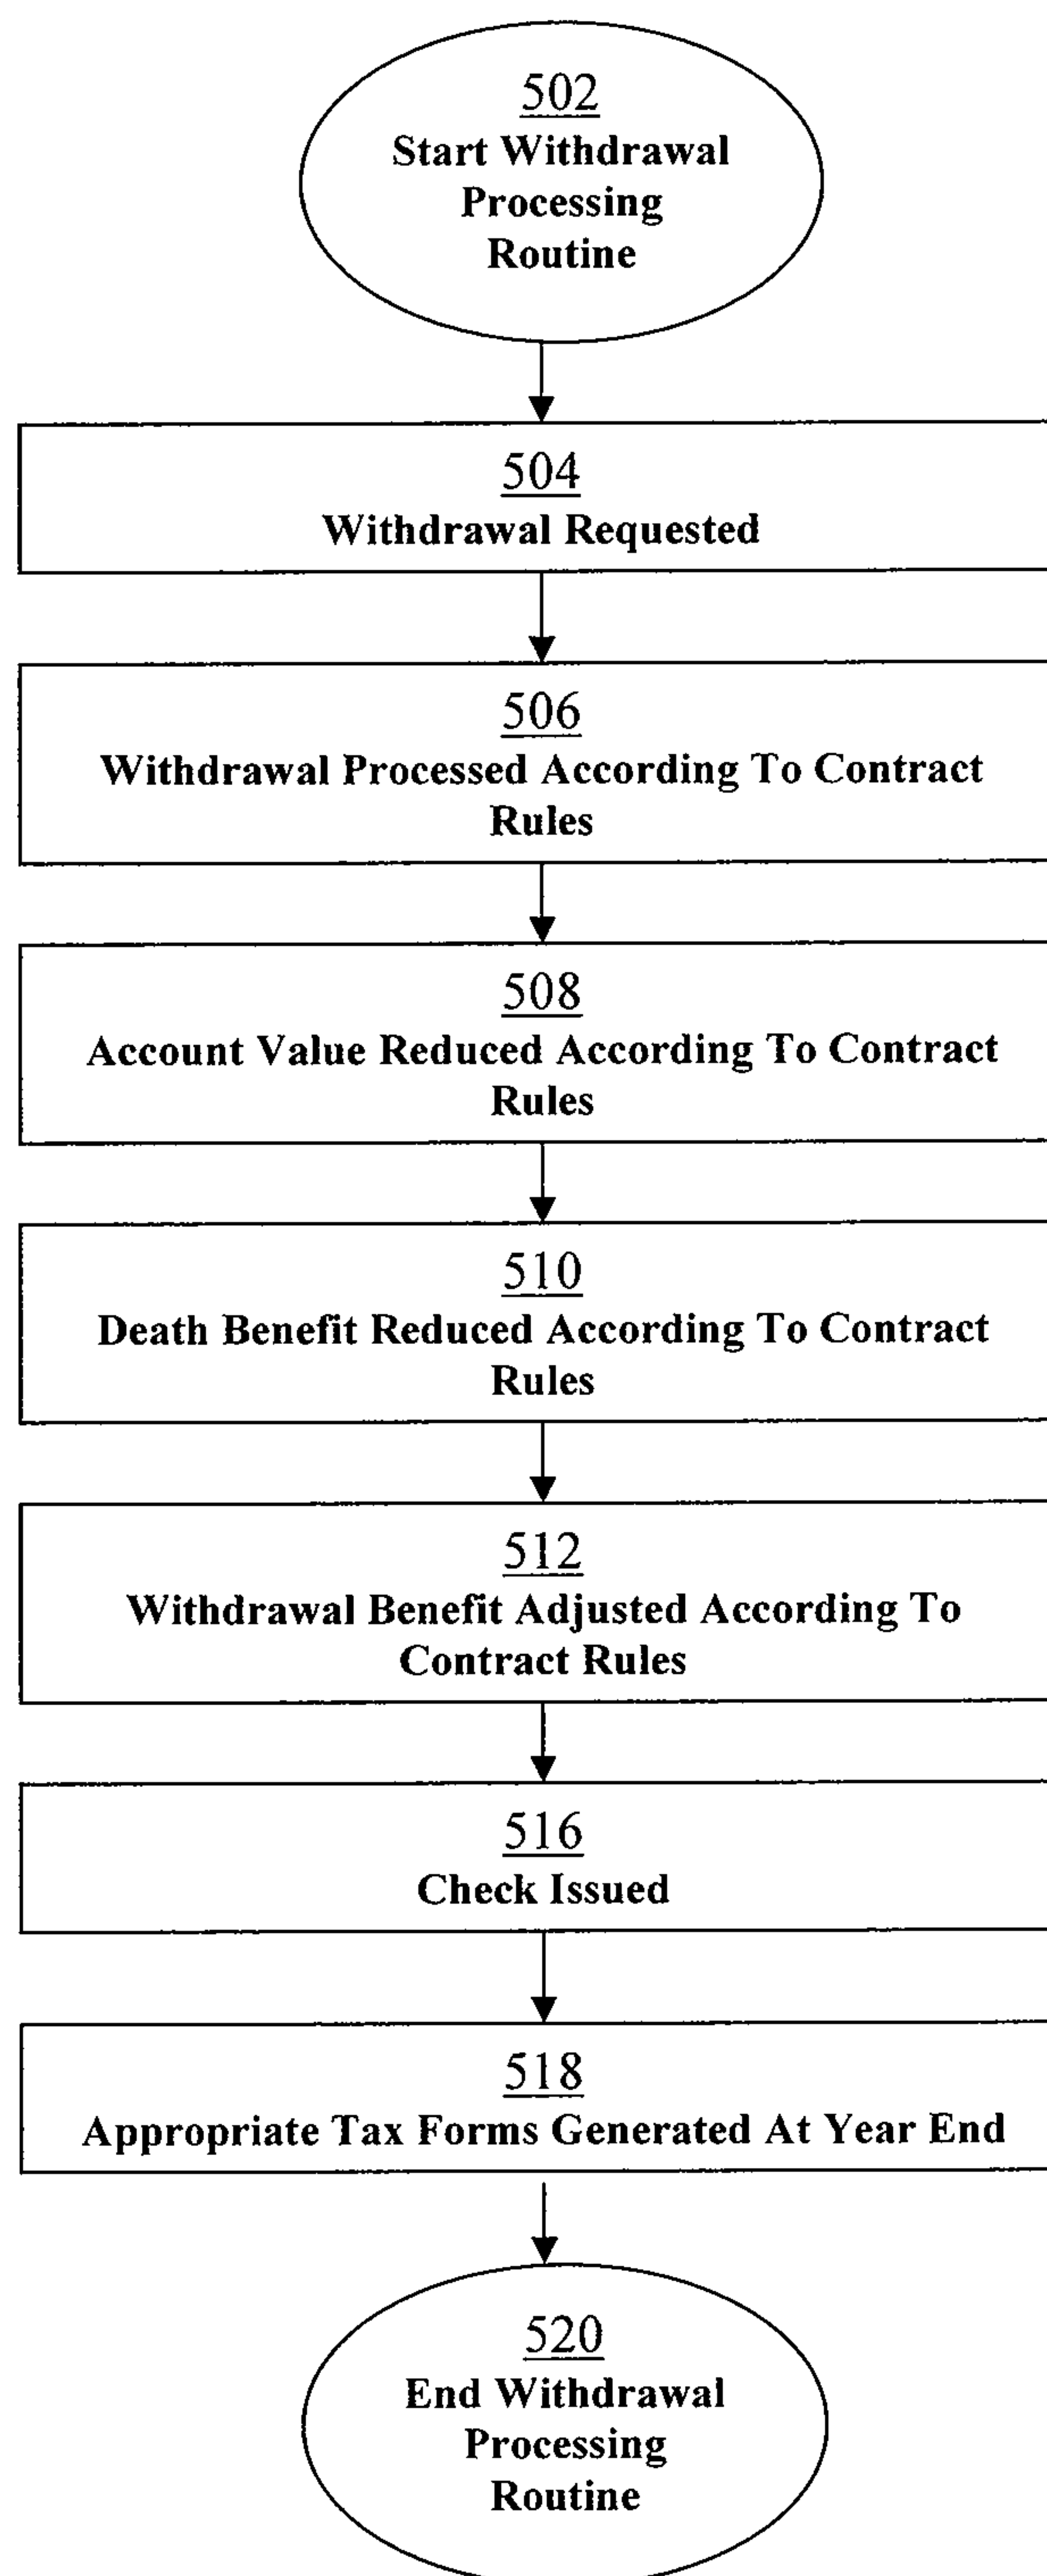 502
Start Withdrawal
Processing
Routine
504
Withdrawal Requested
506
Withdrawal Processed According To Contract
Rules
508
Account Value Reduced According To Contract
Rules
510
Death Benefit Reduced According To Contract
Rules
512
Withdrawal Benefit Adjusted According To
Contract Rules
516
Check Issued
518
Appropriate Tax Forms Generated At Year End
520
End Withdrawal
Processing
Routine